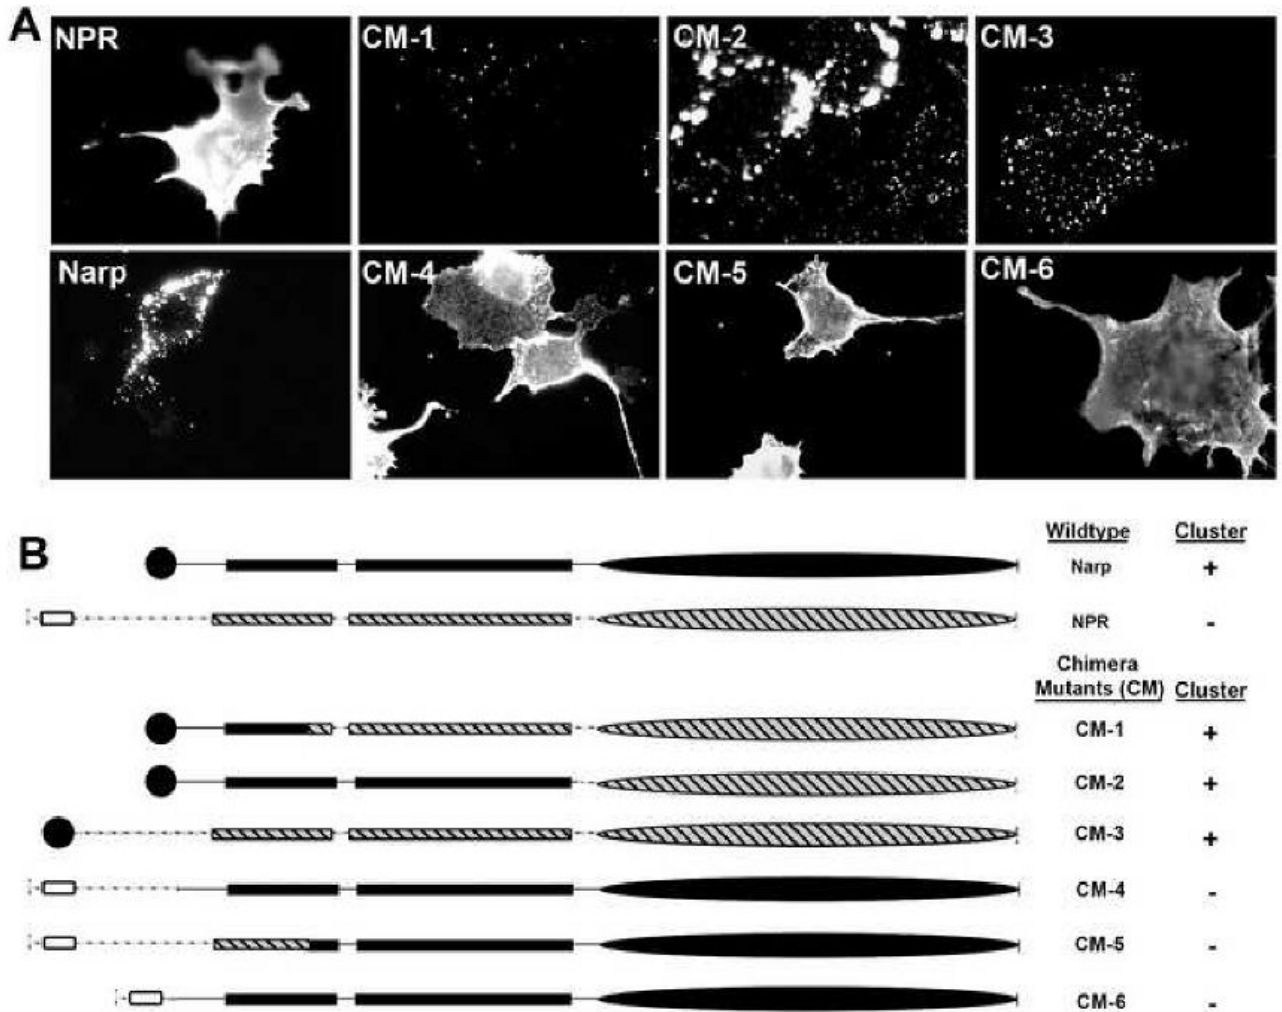 A
NPR
CM-1
CM-2
CM-3
Narp
CM-4
CM-5
CM-6
B
Wildtype Cluster
Narp +
NPR -
Chimera
Mutants (CM) Cluster
CM-1 +
CM-2 +
CM-3 +
CM-4 -
CM-5 -
CM-6 -